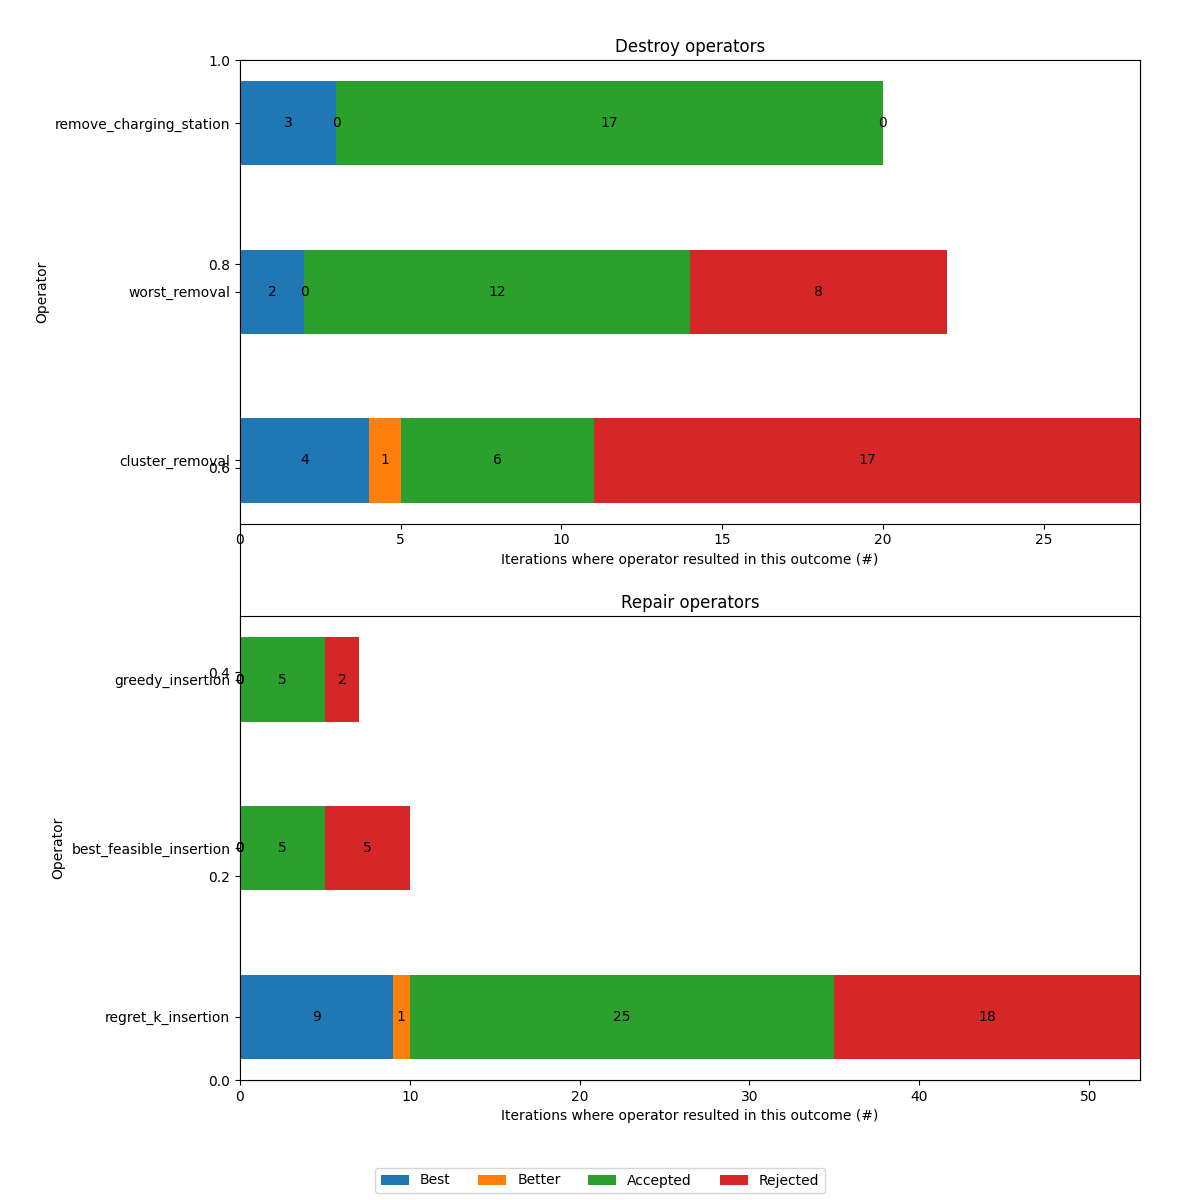 Destroy operators
1.0
remove_charging_station
3 0 17 0
0.8
worst_removal
2 0 12 8
Operator
cluster_removal
0.6
4 1 6 17
0 5 10 15 20 25
Iterations where operator resulted in this outcome (#)
Repair operators
0.4
greedy_insertion
0 0 5 2
best_feasible_insertion
0 0 5 5
Operator
0.2
regret_k_insertion
9 1 25 18
0.0
0 10 20 30 40 50
Iterations where operator resulted in this outcome (#)
Best Better Accepted Rejected